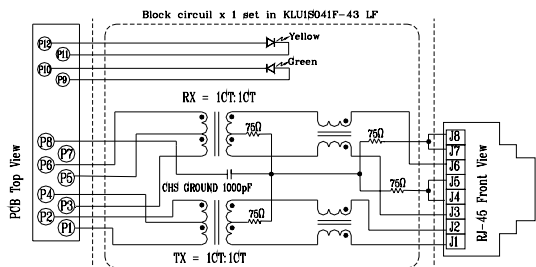 Block circuil x 1 set in KLU1S041F-43 LF
P12
Yellow
P11
P10
Green
P9
RX = 1CT:1CT
75Ω
75Ω
P8
P7
P6
P5
P4
P3
P2
P1
PCB Top View
CHS GROUND 1000pF
75Ω
75Ω
TX = 1CT:1CT
J8
J7
J6
J5
J4
J3
J2
J1
RJ-45 Front View